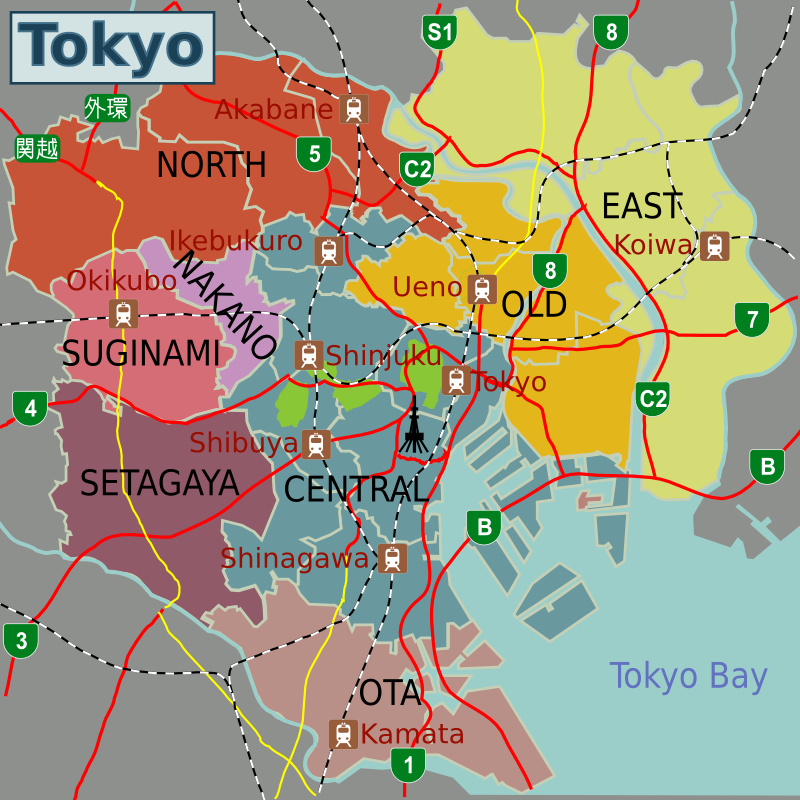 Tokyo
S1
8
外環
Akabane
関越
5
C2
NORTH
EAST
Ikebukuro
Koiwa
NAKANO
Okikubo
Ueno
8
OLD
7
SUGINAMI
Shinjuku
Tokyo
4
C2
Shibuya
SETAGAYA
CENTRAL
B
B
Shinagawa
3
Tokyo Bay
OTA
Kamata
1